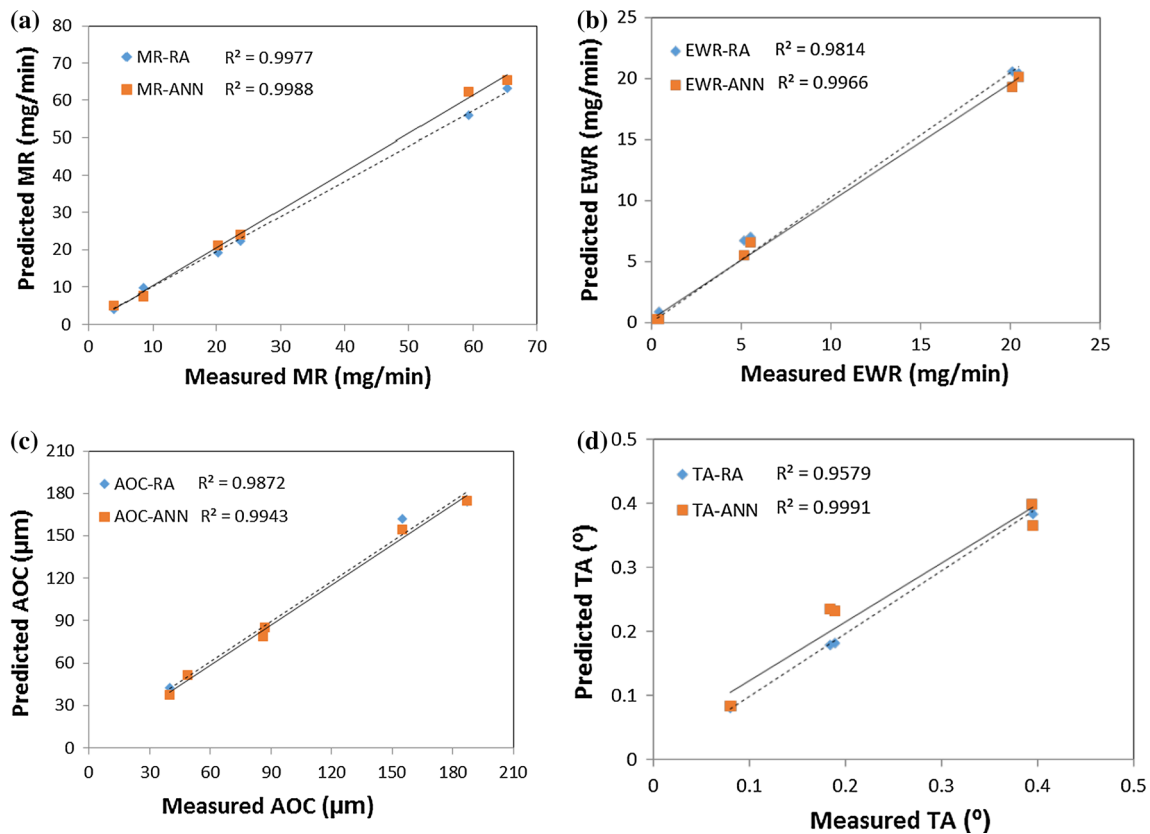 (a)
80
70
60
50
40
30
20
10
0
Predicted MR (mg/min)
MR-RA R² = 0.9977
MR-ANN R² = 0.9988
0 10 20 30 40 50 60 70
Measured MR (mg/min)
(b)
25
20
15
10
5
0
Predicted EWR (mg/min)
EWR-RA R² = 0.9814
EWR-ANN R² = 0.9966
0 5 10 15 20 25
Measured EWR (mg/min)
(c)
210
180
150
120
90
60
30
0
Predicted AOC (μm)
AOC-RA R² = 0.9872
AOC-ANN R² = 0.9943
0 30 60 90 120 150 180 210
Measured AOC (μm)
(d)
0.5
0.4
0.3
0.2
0.1
0
Predicted TA (º)
TA-RA R² = 0.9579
TA-ANN R² = 0.9991
0 0.1 0.2 0.3 0.4 0.5
Measured TA (º)